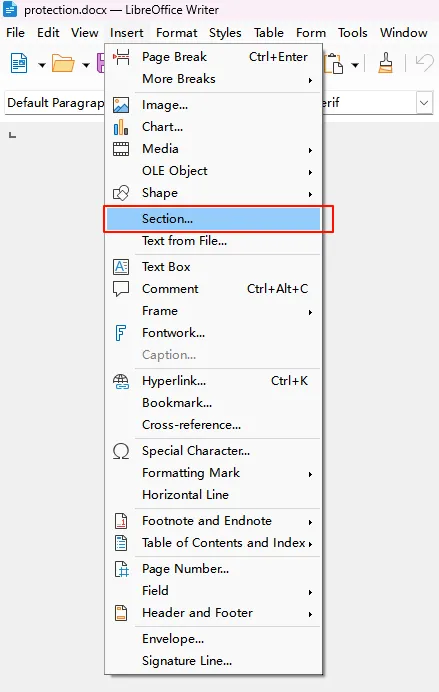 protection.docx — LibreOffice Writer
File Edit View Insert Format Styles Table Form Tools Window
Page Break Ctrl+Enter
More Breaks
Default Paragrap erif
Image...
Chart...
Media
OLE Object
Shape
Section...
Text from File...
Text Box
Comment Ctrl+Alt+C
Frame
Fontwork...
Caption...
Hyperlink... Ctrl+K
Bookmark...
Cross-reference...
Special Character...
Formatting Mark
Horizontal Line
Footnote and Endnote
Table of Contents and Index
Page Number...
Field
Header and Footer
Envelope...
Signature Line...